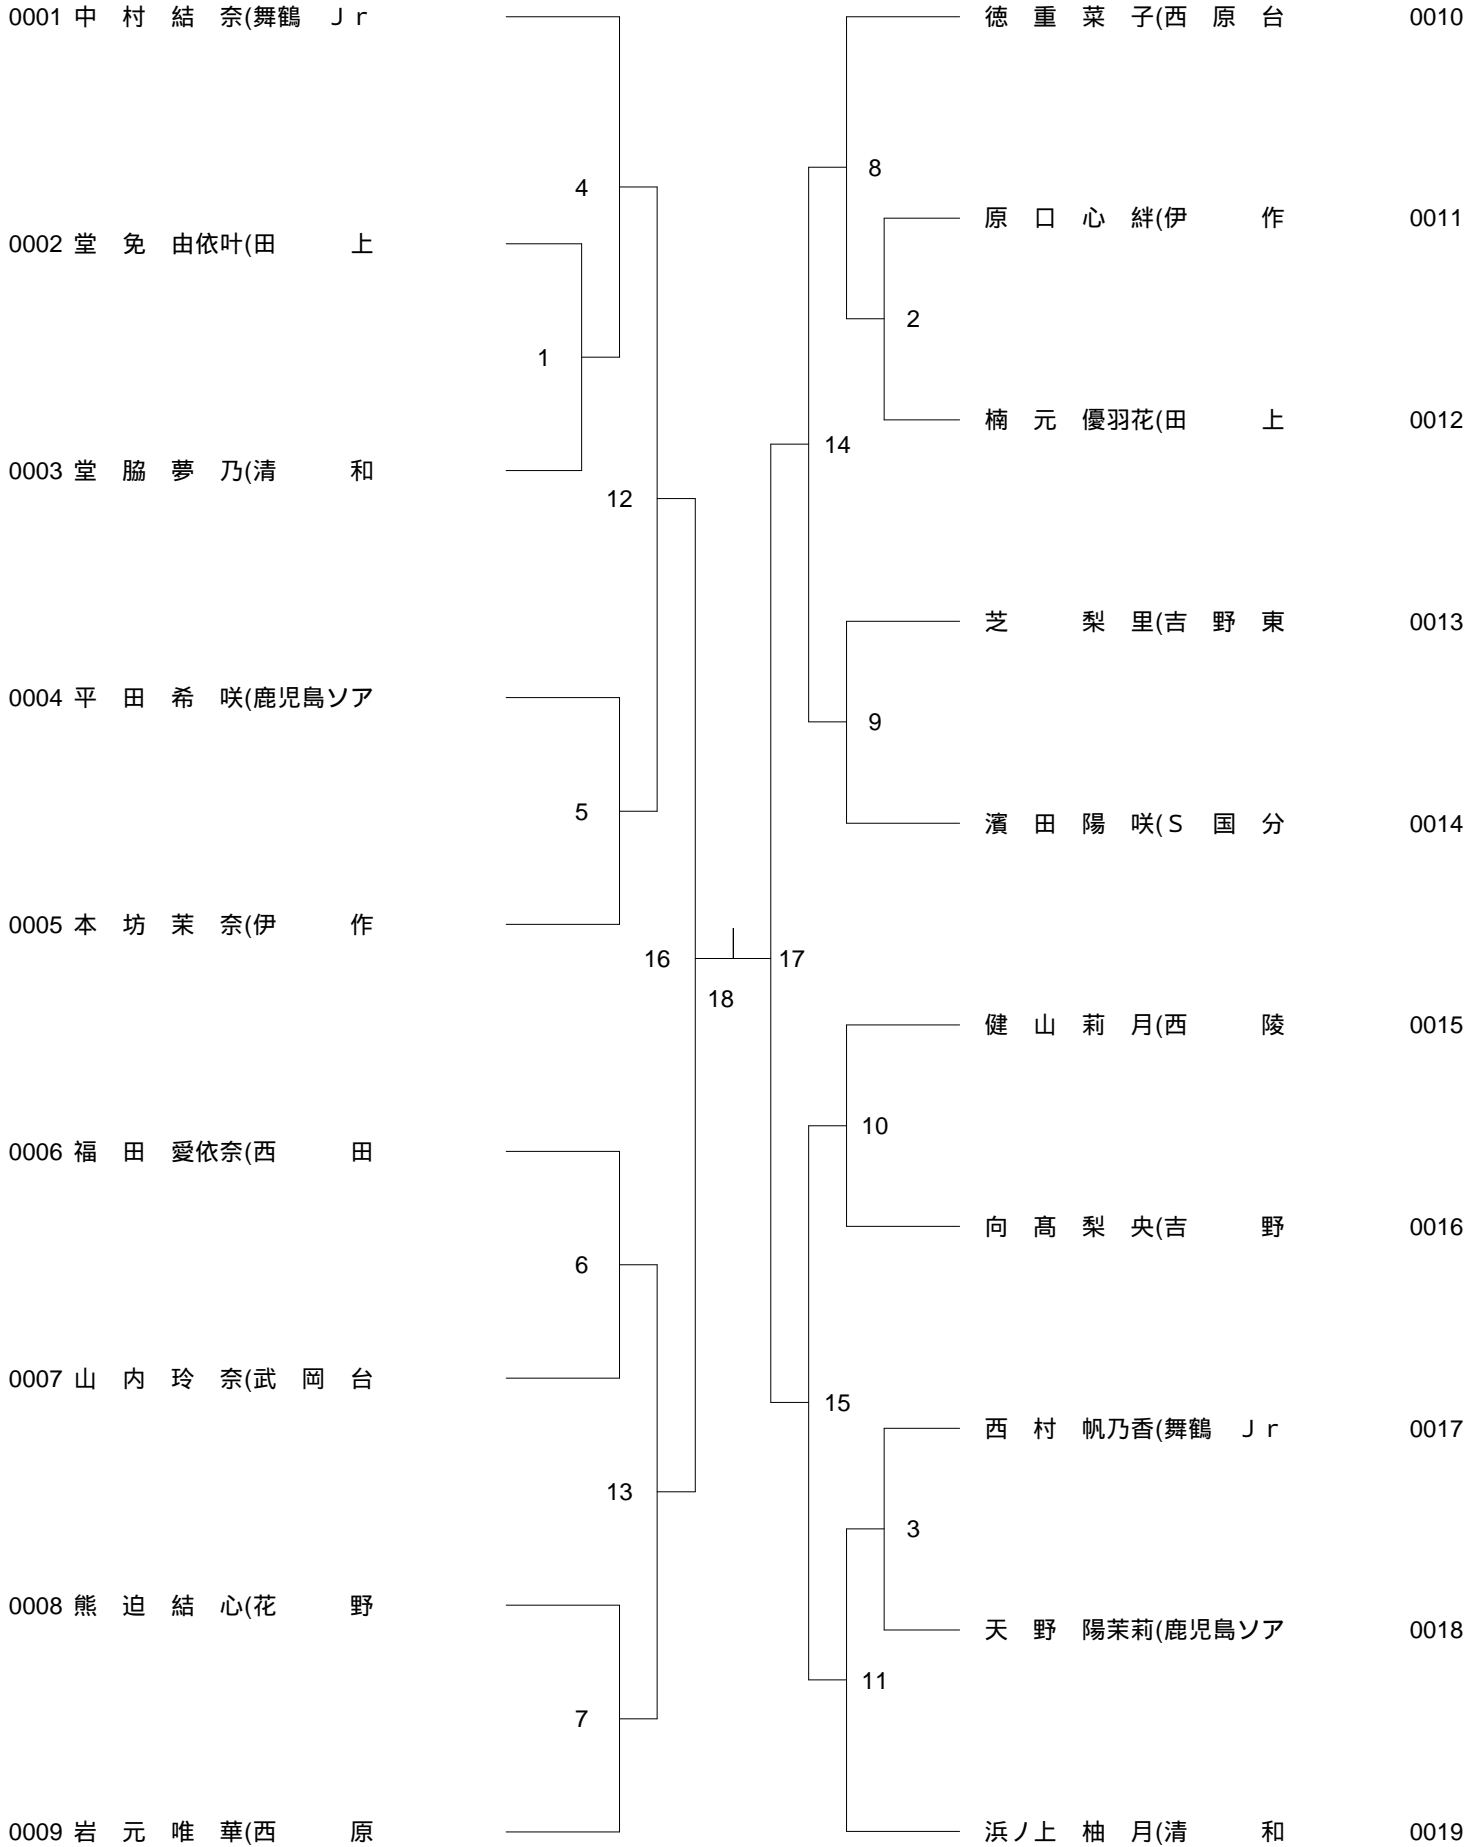 0001 中　村　結　奈(舞鶴　Ｊｒ
4
0002 堂　免　由依叶(田　　　上
1
0003 堂　脇　夢　乃(清　　　和
12
0004 平　田　希　咲(鹿児島ソア
5
0005 本　坊　茉　奈(伊　　　作
16
18
0006 福　田　愛依奈(西　　　田
6
0007 山　内　玲　奈(武　岡　台
13
0008 熊　迫　結　心(花　　　野
7
0009 岩　元　唯　華(西　　　原
徳　重　菜　子(西　原　台 0010
8
原　口　心　絆(伊　　　作 0011
2
楠　元　優羽花(田　　　上 0012
14
芝　　　梨　里(吉　野　東 0013
9
濱　田　陽　咲(Ｓ　国　分 0014
17
健　山　莉　月(西　　　陵 0015
10
向　髙　梨　央(吉　　　野 0016
15
西　村　帆乃香(舞鶴　Ｊｒ 0017
3
天　野　陽茉莉(鹿児島ソア 0018
11
浜ノ上　柚　月(清　　　和 0019